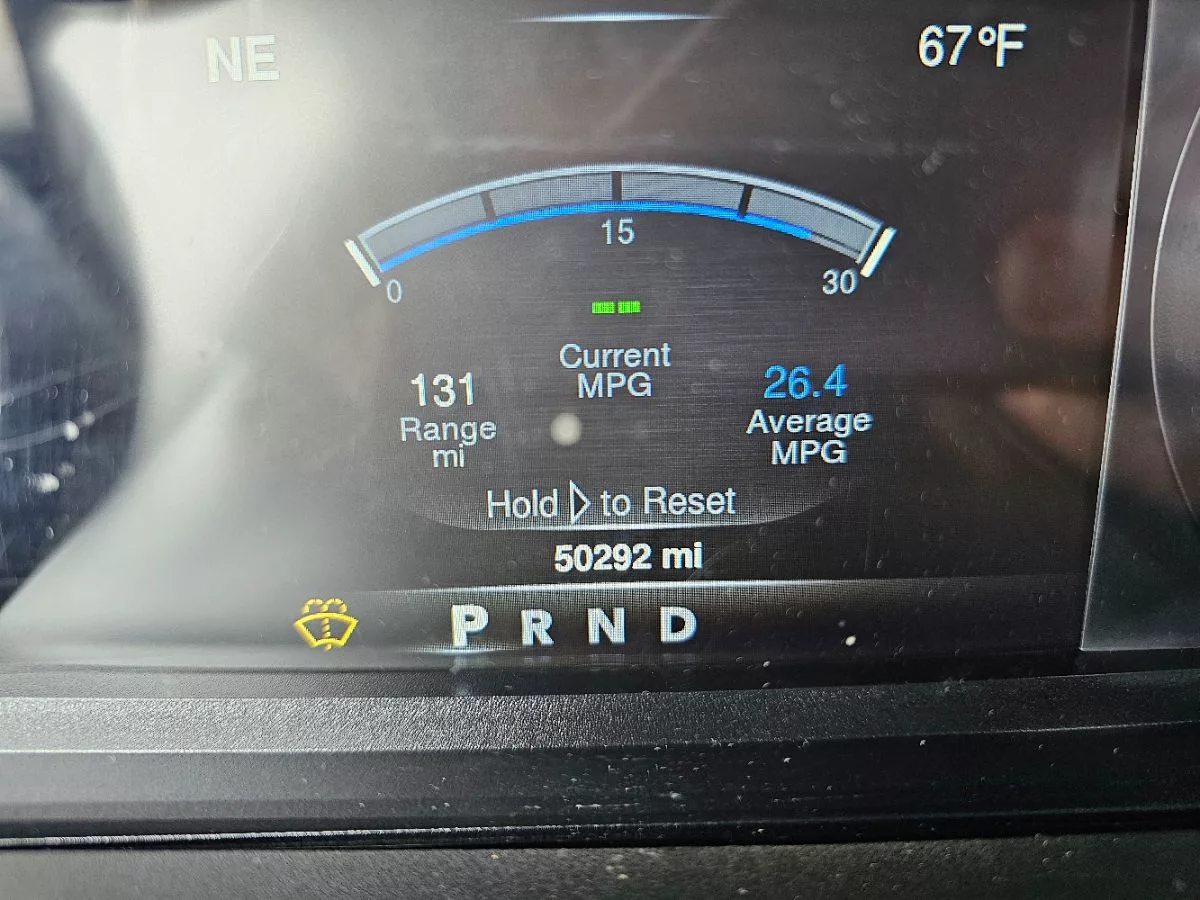 NE
67°F
15
0
30
-- --
Current
MPG
131
Range
mi
26.4
Average
MPG
Hold ▷ to Reset
50292 mi
P R N D